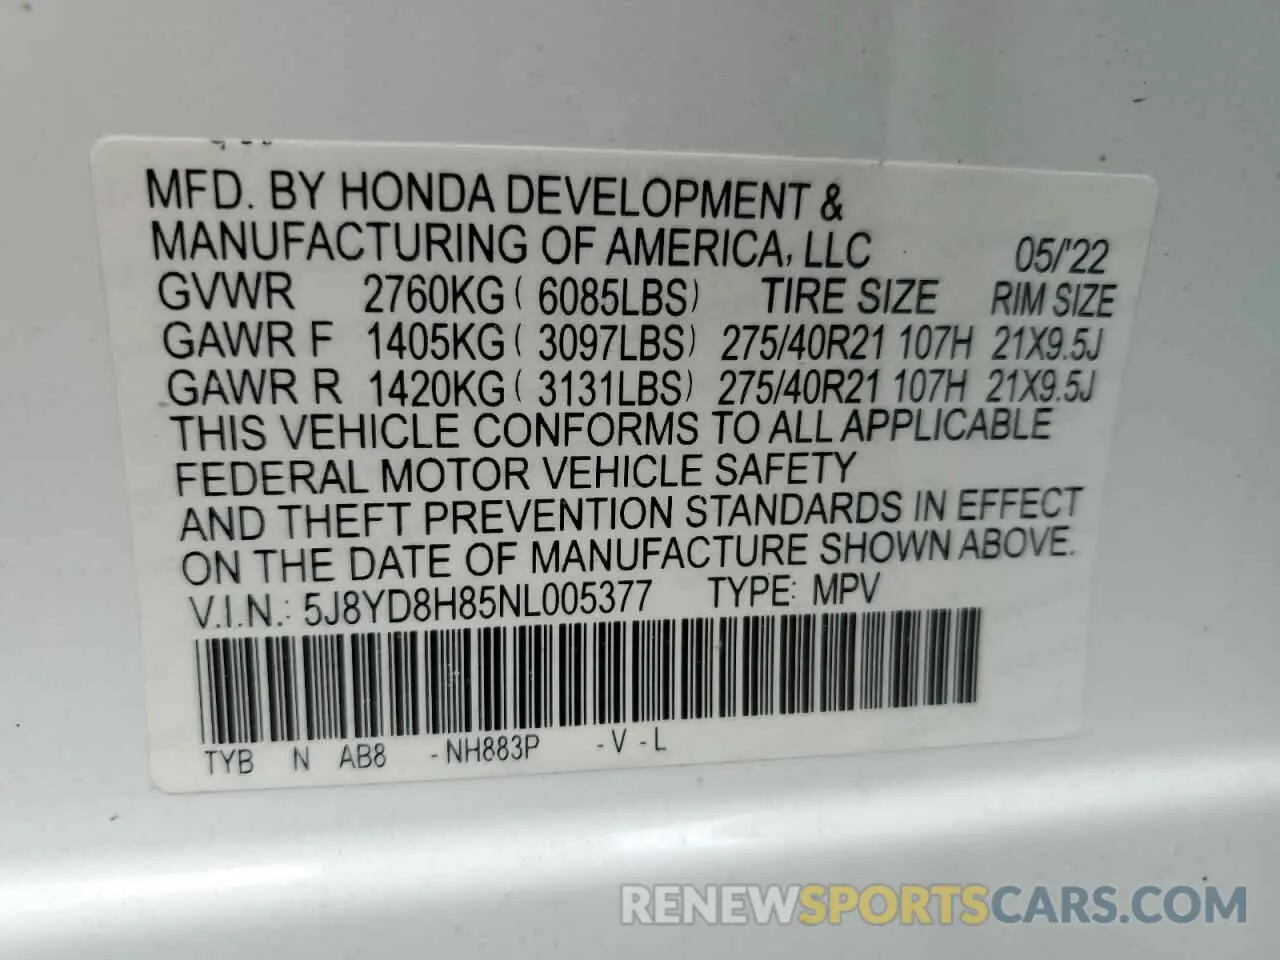 MFD. BY HONDA DEVELOPMENT &
MANUFACTURING OF AMERICA, LLC 05/'22
GVWR 2760KG ( 6085LBS) TIRE SIZE RIM SIZE
GAWR F 1405KG ( 3097LBS) 275/40R21 107H 21X9.5J
GAWR R 1420KG ( 3131LBS) 275/40R21 107H 21X9.5J
THIS VEHICLE CONFORMS TO ALL APPLICABLE
FEDERAL MOTOR VEHICLE SAFETY
AND THEFT PREVENTION STANDARDS IN EFFECT
ON THE DATE OF MANUFACTURE SHOWN ABOVE.
V.I.N.: 5J8YD8H85NL005377 TYPE: MPV
TYB N AB8 -NH883P -V -L
RENEWSPORTSCARS.COM